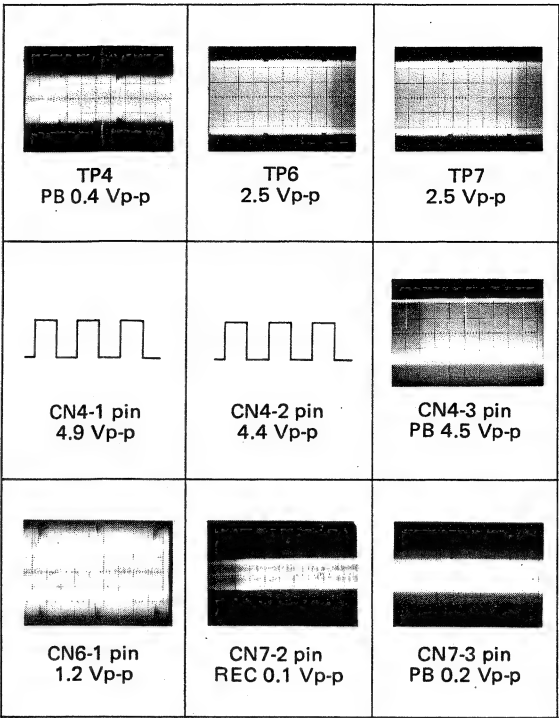 TP4
PB 0.4 Vp-p
TP6
2.5 Vp-p
TP7
2.5 Vp-p
CN4-1 pin
4.9 Vp-p
CN4-2 pin
4.4 Vp-p
CN4-3 pin
PB 4.5 Vp-p
CN6-1 pin
1.2 Vp-p
CN7-2 pin
REC 0.1 Vp-p
CN7-3 pin
PB 0.2 Vp-p